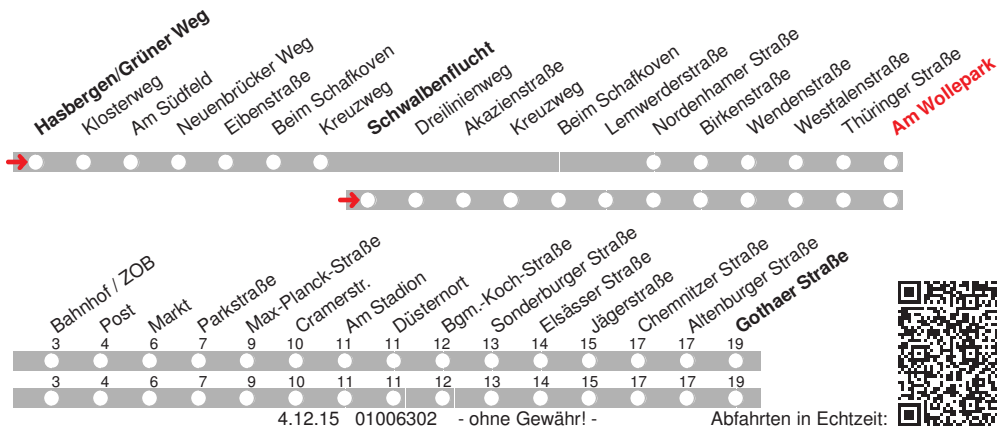 Hasbergen/Grüner Weg
Klosterweg
Am Südfeld
Neuenbrücker Weg
Eibenstraße
Beim Schafkoven
Kreuzweg
Schwalbenflucht
Dreilinienweg
Akazienstraße
Kreuzweg
Beim Schafkoven
Lemwerderstraße
Nordenhamer Straße
Birkenstraße
Wendenstraße
Westfalenstraße
Thüringer Straße
Am Wollepark
Bahnhof / ZOB
Post
Markt
Parkstraße
Max-Planck-Straße
Cramerstr.
Am Stadion
Düsternort
Bgm.-Koch-Straße
Sonderburger Straße
Elsässer Straße
Jägerstraße
Chemnitzer Straße
Altenburger Straße
Gothaer Straße
3 4 6 7 9 10 11 11 12 13 14 15 17 17 19
3 4 6 7 9 10 11 11 12 13 14 15 17 17 19
4.12.15 01006302 - ohne Gewähr! - Abfahrten in Echtzeit: